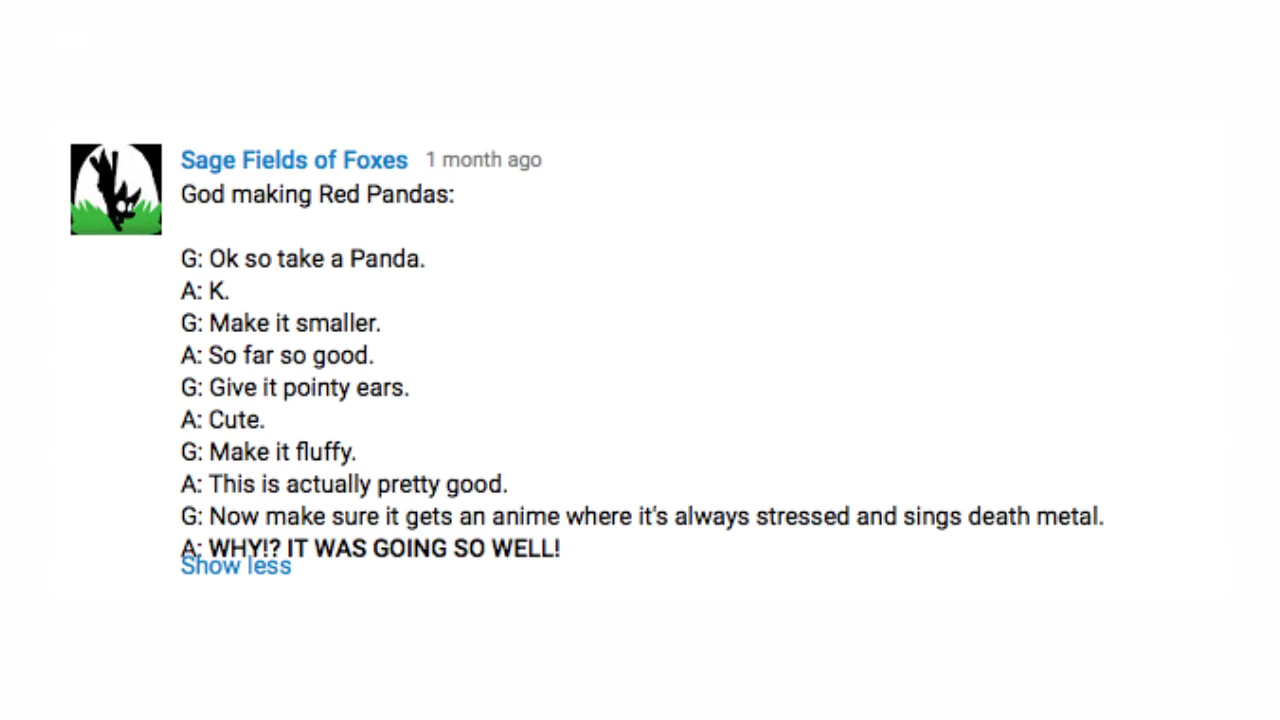 Sage Fields of Foxes 1 month ago
God making Red Pandas:
G: Ok so take a Panda.
A: K.
G: Make it smaller.
A: So far so good.
G: Give it pointy ears.
A: Cute.
G: Make it fluffy.
A: This is actually pretty good.
G: Now make sure it gets an anime where it's always stressed and sings death metal.
A: WHY!? IT WAS GOING SO WELL!
Show less